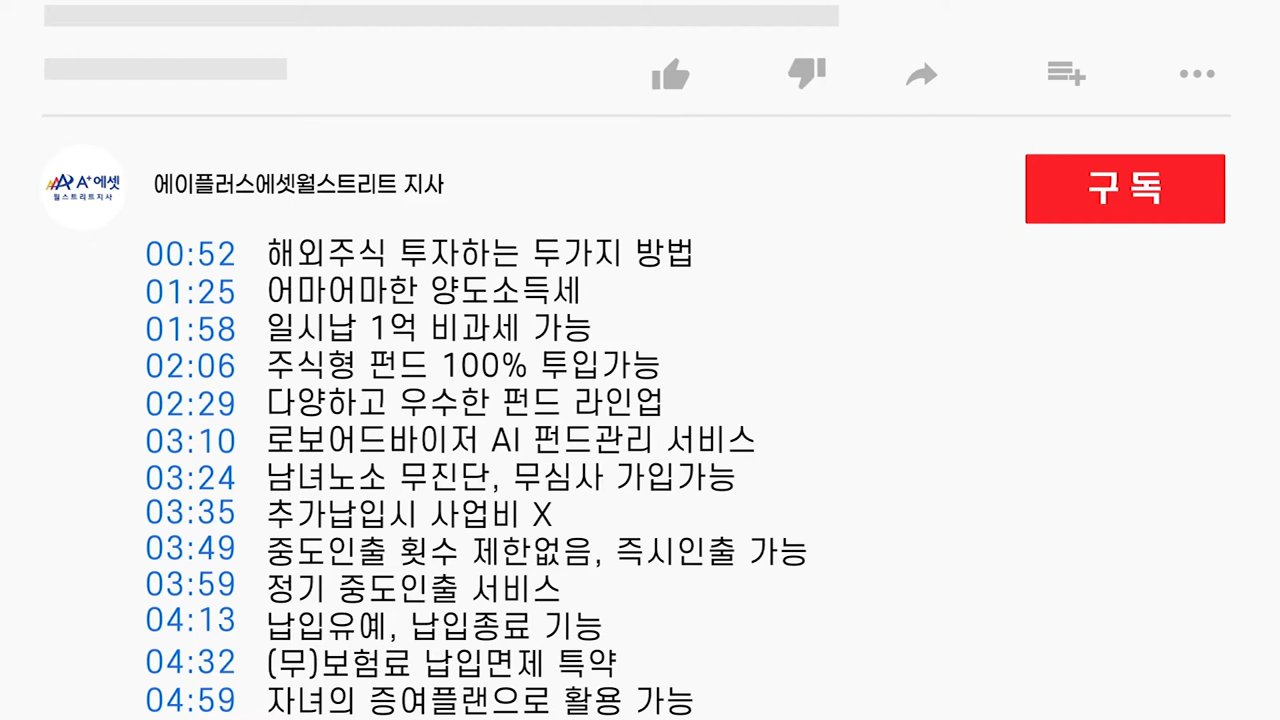 A+에셋
월스트리트지사
에이플러스에셋월스트리트 지사
구독
00:52 해외주식 투자하는 두가지 방법
01:25 어마어마한 양도소득세
01:58 일시납 1억 비과세 가능
02:06 주식형 펀드 100% 투입가능
02:29 다양하고 우수한 펀드 라인업
03:10 로보어드바이저 AI 펀드관리 서비스
03:24 남녀노소 무진단, 무심사 가입가능
03:35 추가납입시 사업비 X
03:49 중도인출 횟수 제한없음, 즉시인출 가능
03:59 정기 중도인출 서비스
04:13 납입유예, 납입종료 기능
04:32 (무)보험료 납입면제 특약
04:59 자녀의 증여플랜으로 활용 가능